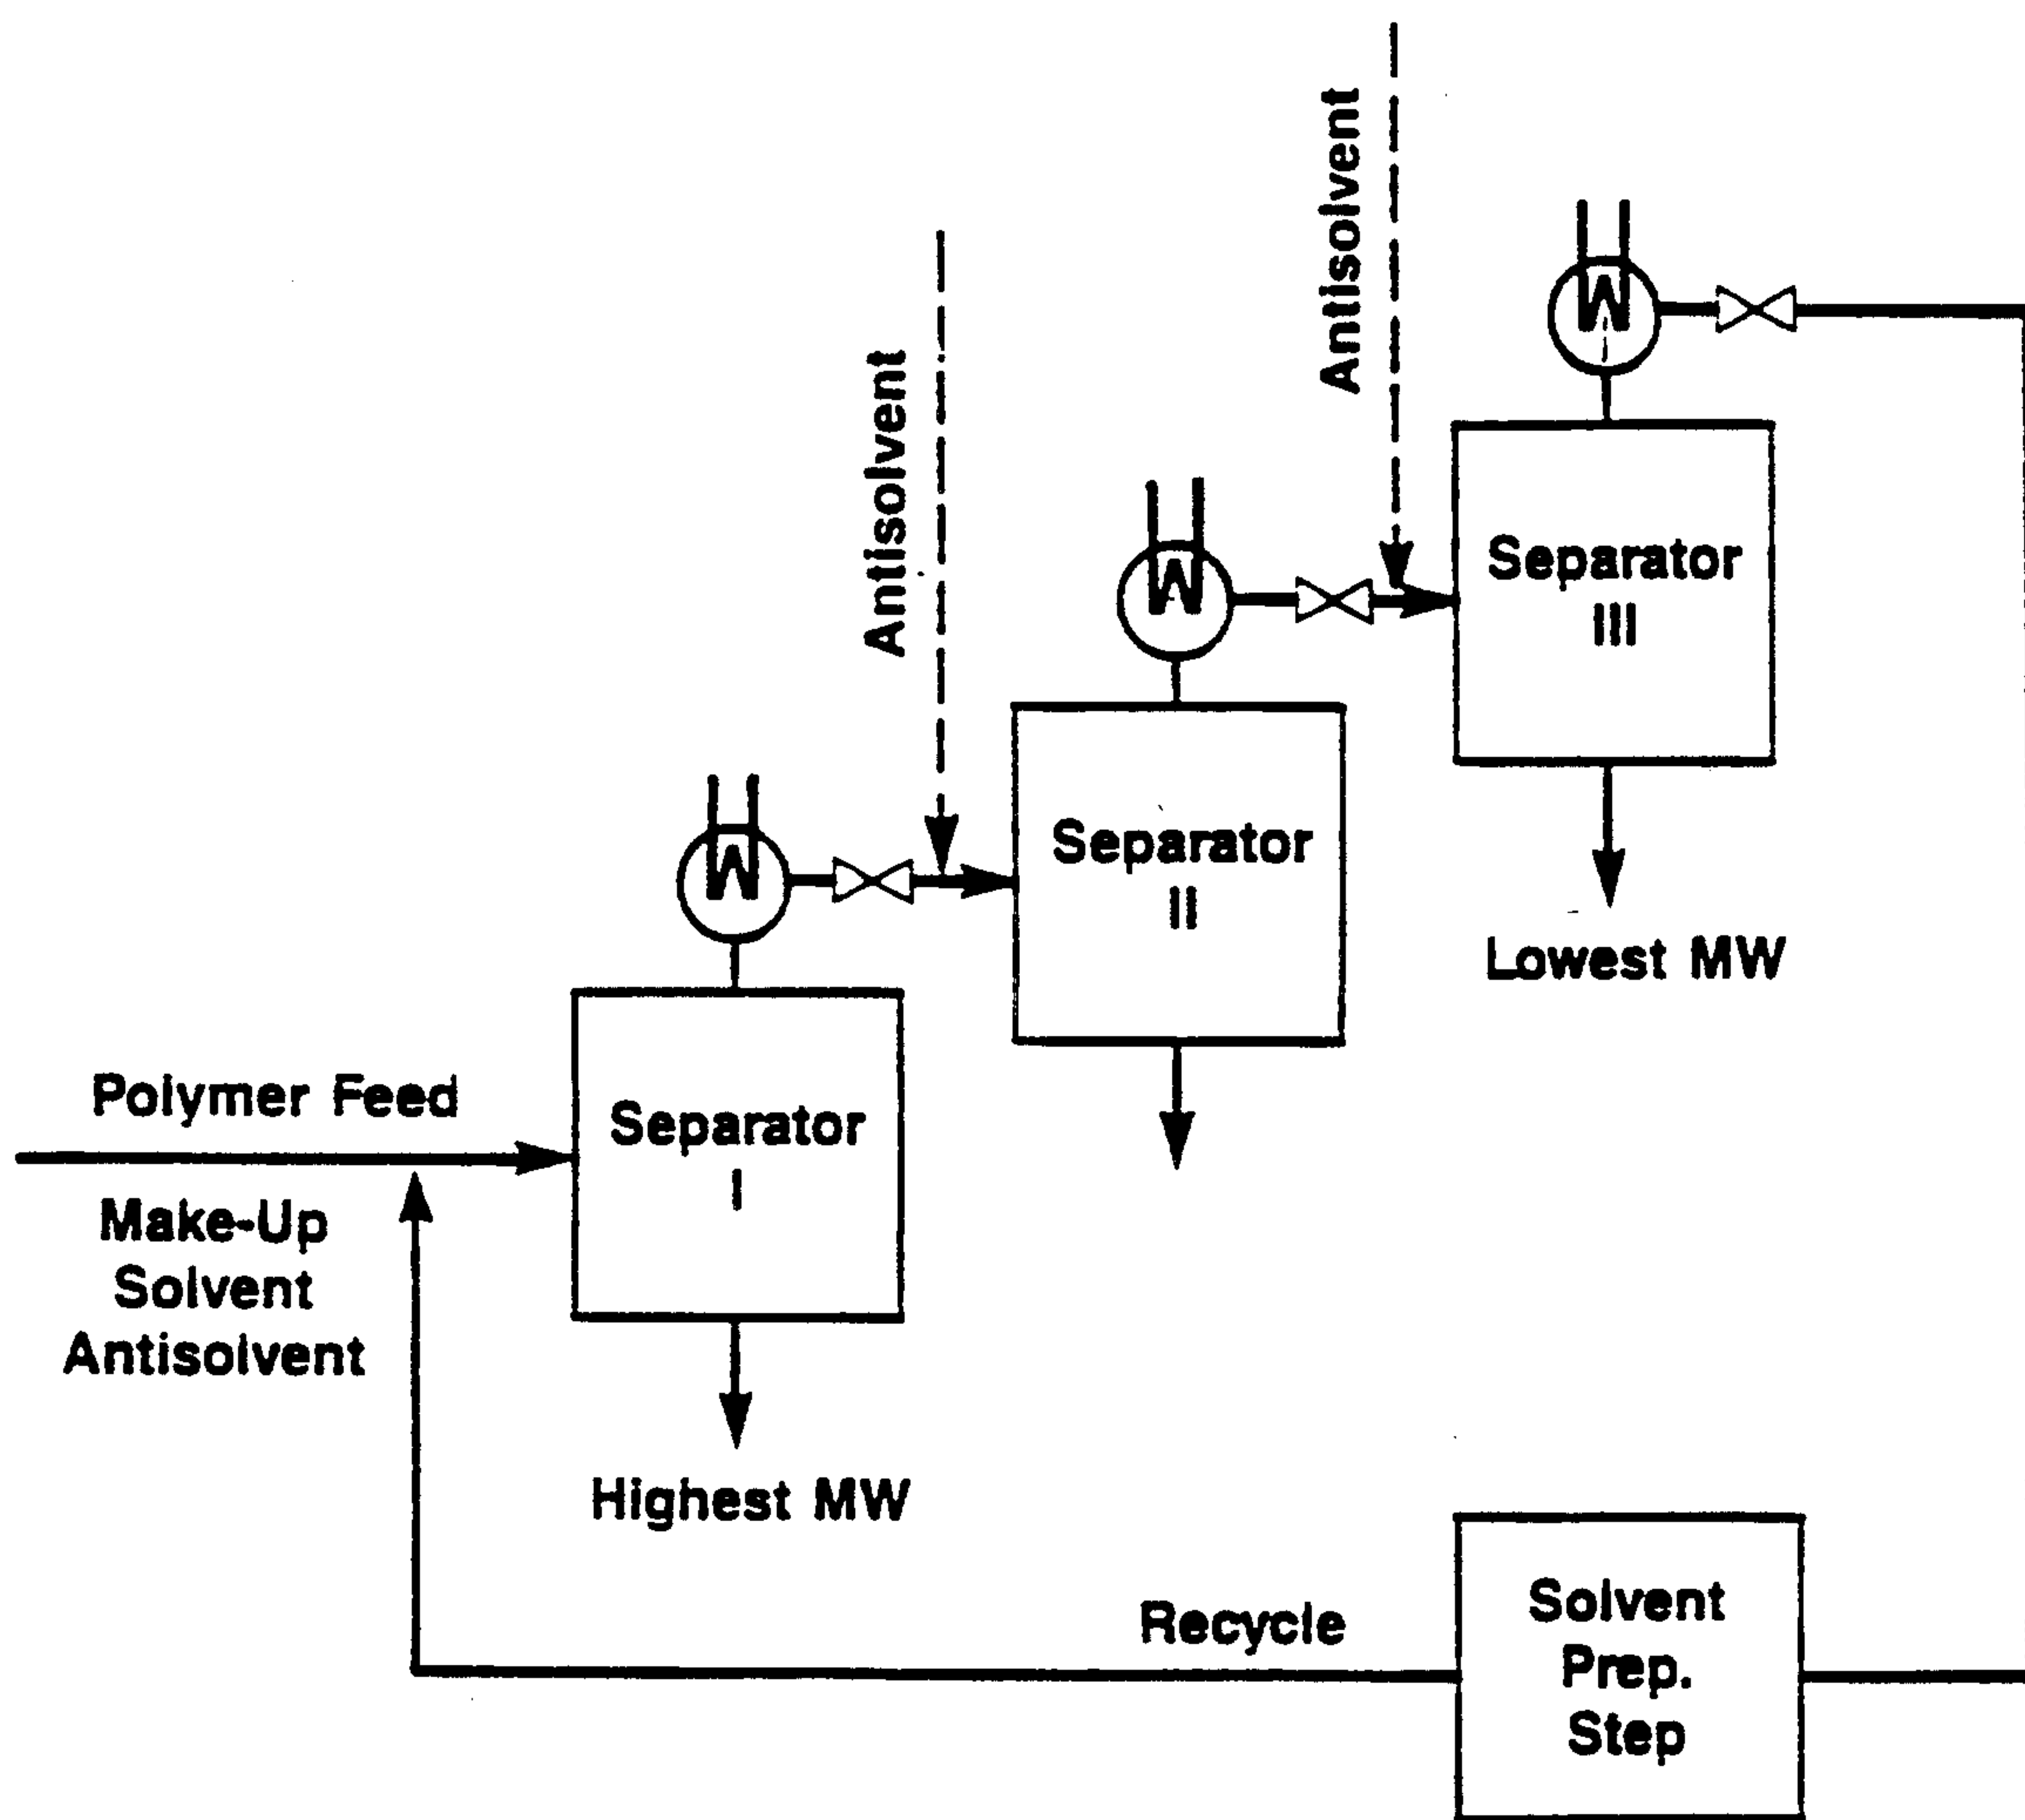 Antisolvent
Antisolvent
Separator
III
Separator
II
Lowest MW
Polymer Feed
Separator
I
Make-Up
Solvent
Antisolvent
Highest MW
Recycle
Solvent
Prep.
Step